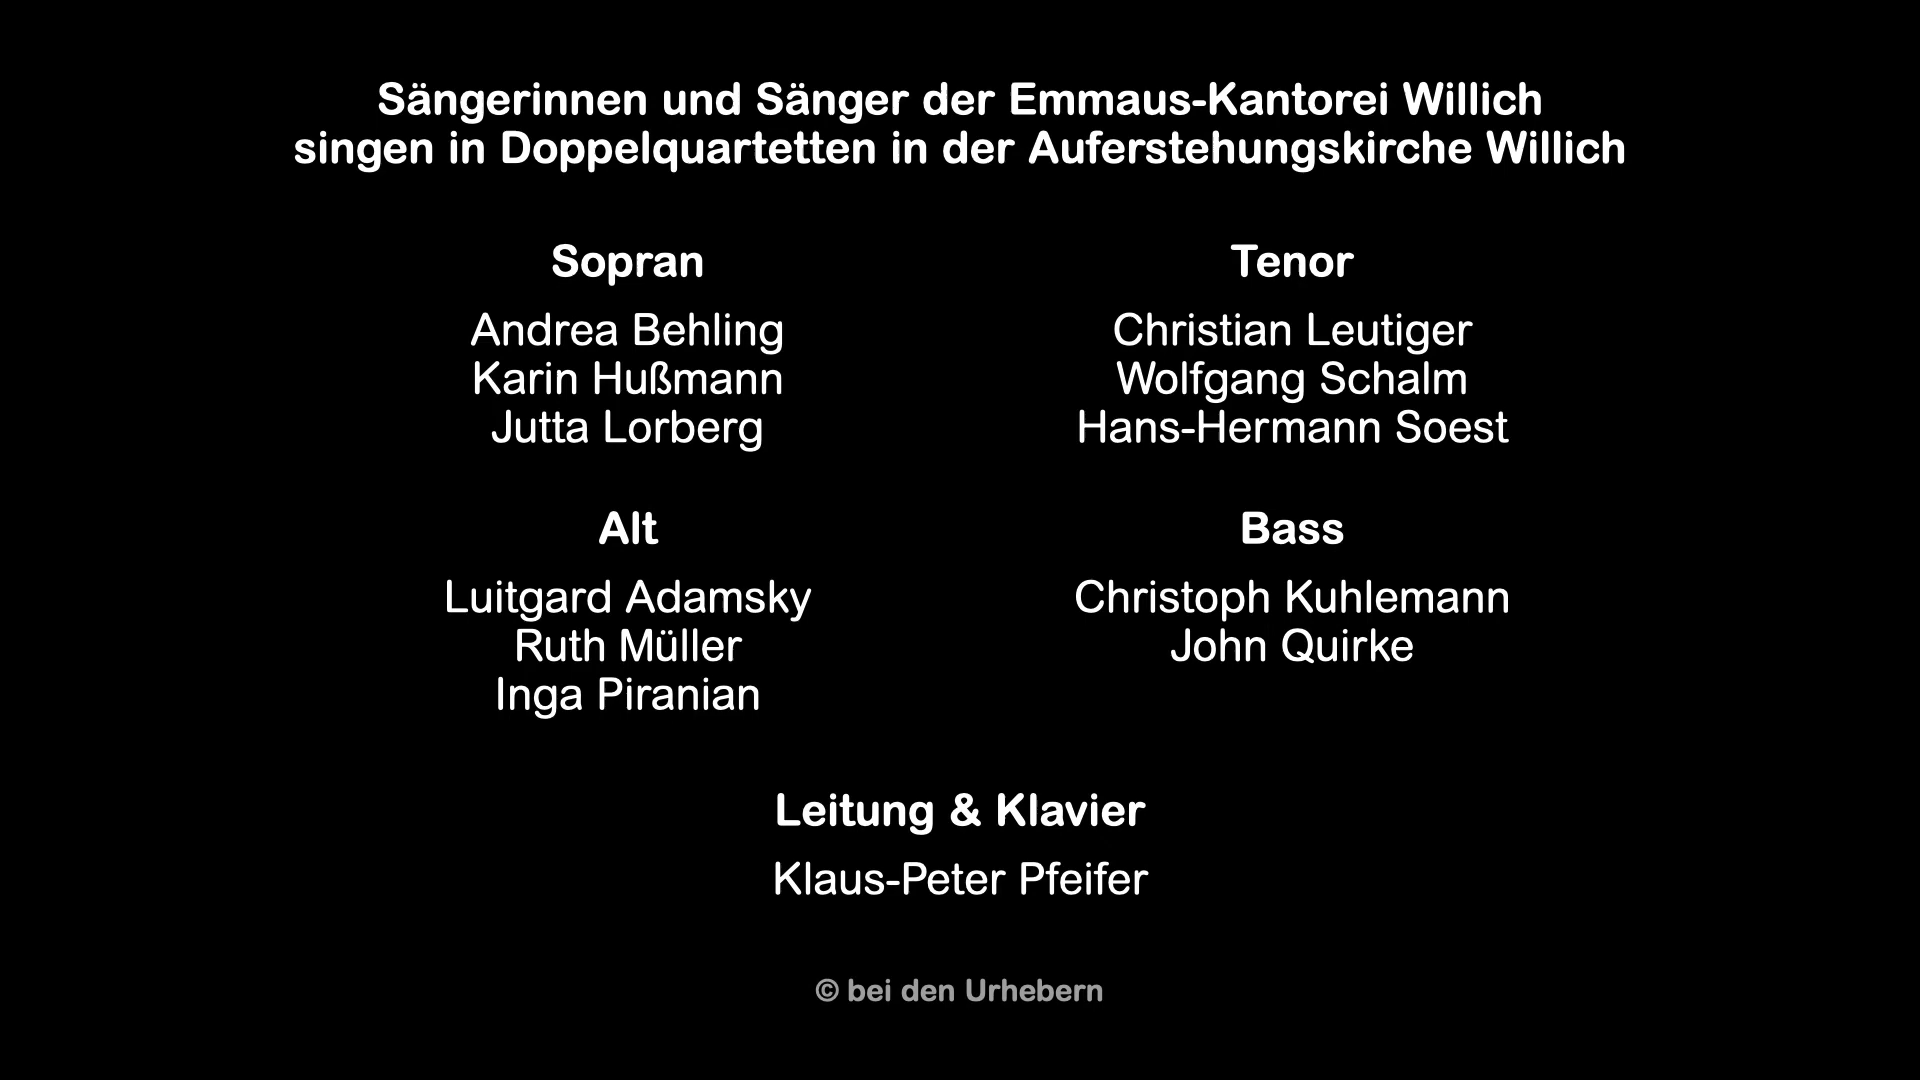 Sängerinnen und Sänger der Emmaus-Kantorei Willich
singen in Doppelquartetten in der Auferstehungskirche Willich
Sopran
Andrea Behling
Karin Hußmann
Jutta Lorberg
Tenor
Christian Leutiger
Wolfgang Schalm
Hans-Hermann Soest
Alt
Luitgard Adamsky
Ruth Müller
Inga Piranian
Bass
Christoph Kuhlemann
John Quirke
Leitung & Klavier
Klaus-Peter Pfeifer
© bei den Urhebern